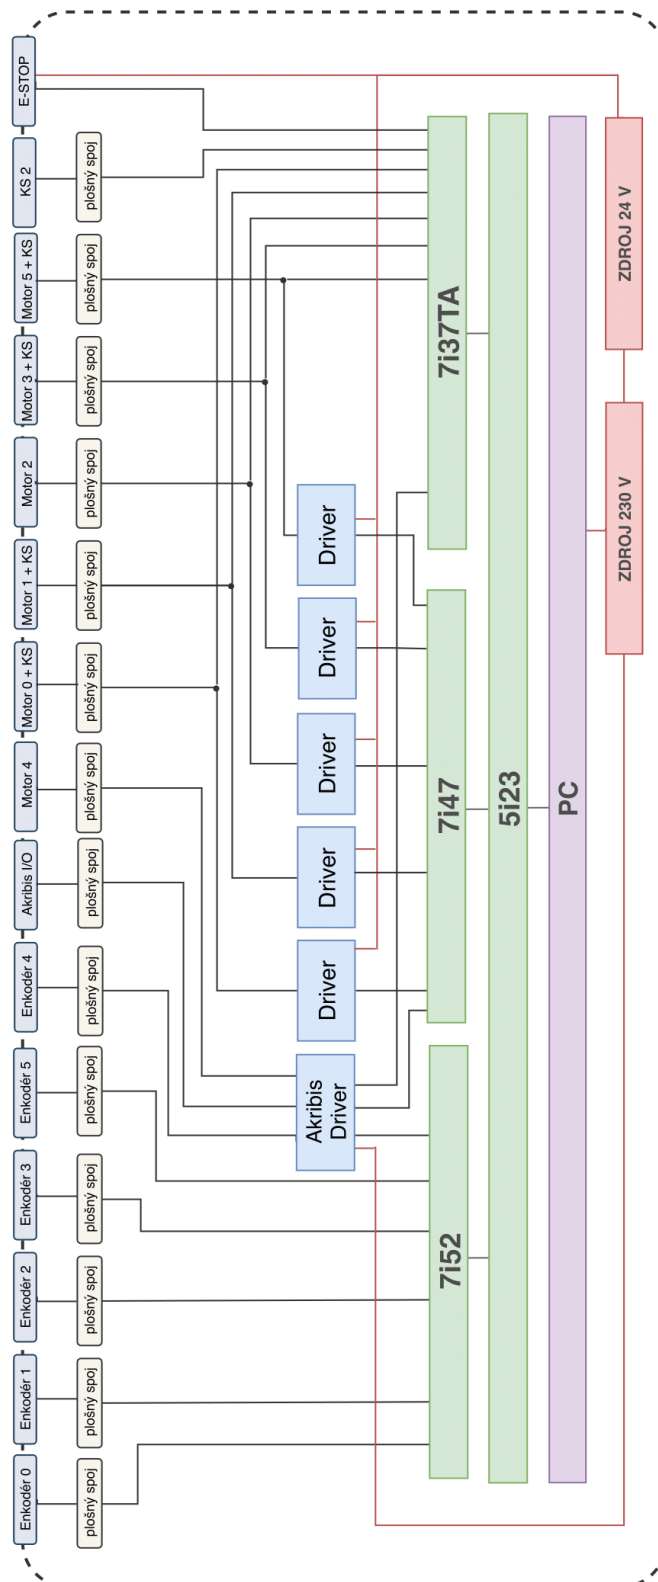 Enkodér 0
Enkodér 1
Enkodér 2
Enkodér 3
Enkodér 5
Enkodér 4
Akribis I/O
Motor 4
Motor 0 + KS
Motor 1 + KS
Motor 2
Motor 3 + KS
Motor 5 + KS
KS 2
E-STOP
plošný spoj
plošný spoj
plošný spoj
plošný spoj
plošný spoj
plošný spoj
plošný spoj
plošný spoj
plošný spoj
plošný spoj
plošný spoj
plošný spoj
plošný spoj
plošný spoj
Akribis
Driver
Driver
Driver
Driver
Driver
Driver
7i52
7i47
7i37TA
5i23
PC
ZDROJ 230 V
ZDROJ 24 V